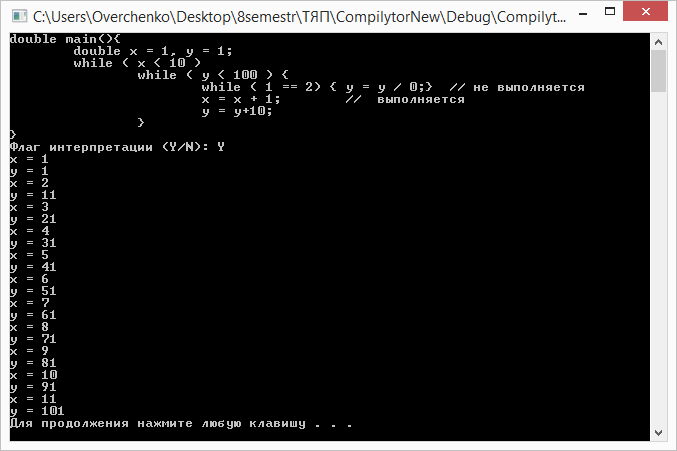 C:\Users\Overchenko\Desktop\8semestr\ТЯП\CompilytorNew\Debug\Compilyt...
double main(){
        double x = 1, y = 1;
        while ( x < 10 )
                while ( y < 100 ) {
                        while ( 1 == 2) { y = y / 0;}  // не выполняется
                        x = x + 1;        //  выполняется
                        y = y+10;
                }
}
Флаг интерпретации (Y/N): Y
x = 1
y = 1
x = 2
y = 11
x = 3
y = 21
x = 4
y = 31
x = 5
y = 41
x = 6
y = 51
x = 7
y = 61
x = 8
y = 71
x = 9
y = 81
x = 10
y = 91
x = 11
y = 101
Для продолжения нажмите любую клавишу . . .